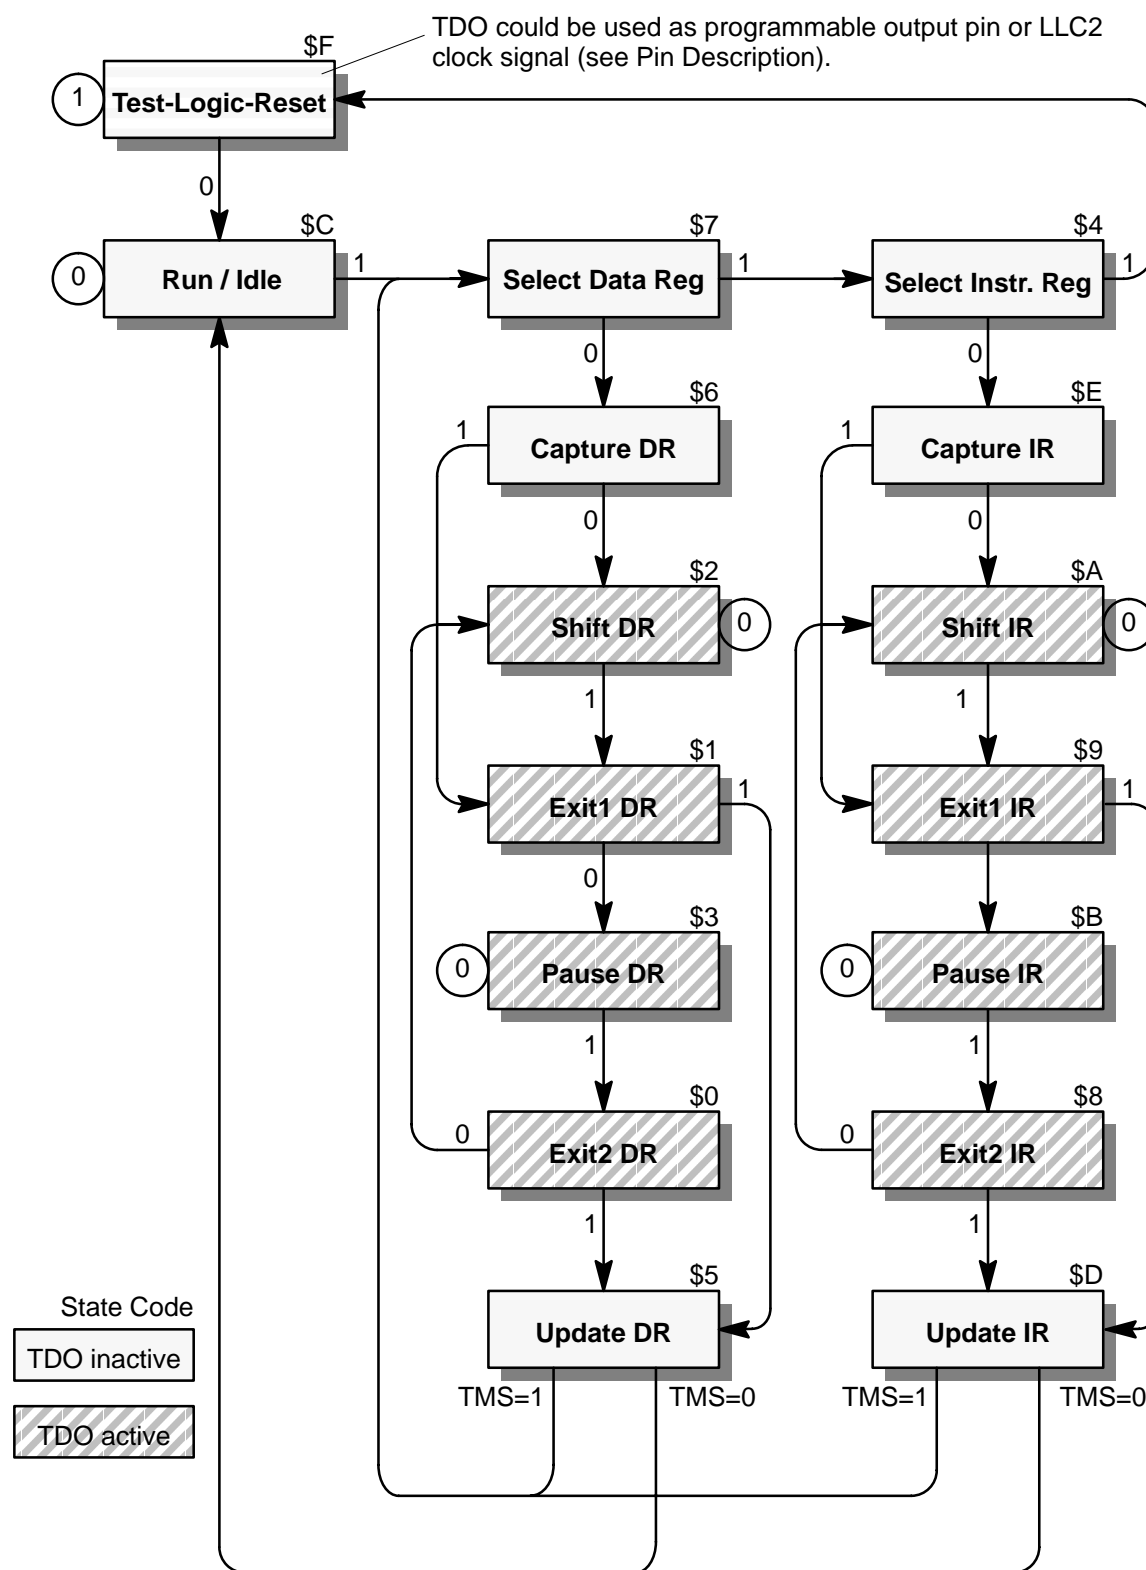 TDO could be used as programmable output pin or LLC2
clock signal (see Pin Description).
$F
1
Test-Logic-Reset
0
$C
$7
$4
0
Run / Idle
1
Select Data Reg
1
Select Instr. Reg
1
0
0
$6
$E
1
Capture DR
1
Capture IR
0
0
$2
$A
Shift DR
0
Shift IR
0
1
1
$1
$9
Exit1 DR
1
Exit1 IR
1
0
$3
$B
0
Pause DR
0
Pause IR
1
1
$0
$8
0
Exit2 DR
0
Exit2 IR
1
1
$5
$D
State Code
Update DR
Update IR
TDO inactive
TMS=1
TMS=0
TMS=1
TMS=0
TDO active